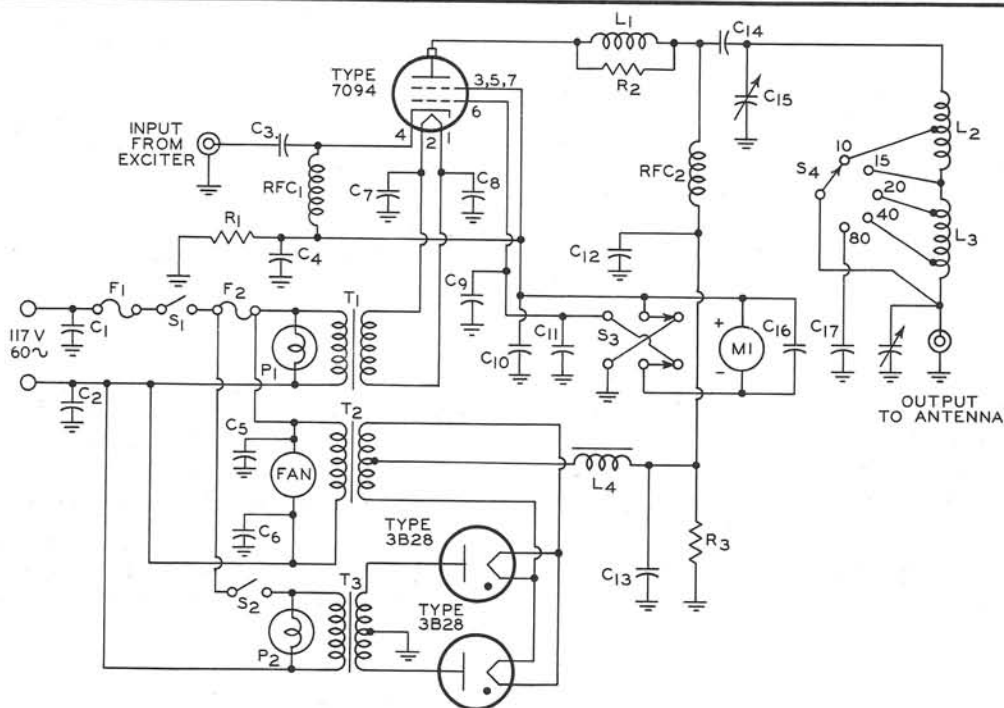 L1
C14
TYPE
7094
3,5,7
6
4
2
1
R2
C15
L2
INPUT
FROM
EXCITER
C3
10
S4
15
20
40
80
L3
RFC1
C7
C8
RFC2
R1
C4
C12
F1
S1
F2
T1
C9
117 V
60~
C1
P1
C10
C11
S3
+
M1
-
C16
C17
C2
OUTPUT
TO ANTENNA
C5
T2
FAN
L4
C6
TYPE
3B28
R3
C13
T3
S2
TYPE
3B28
P2